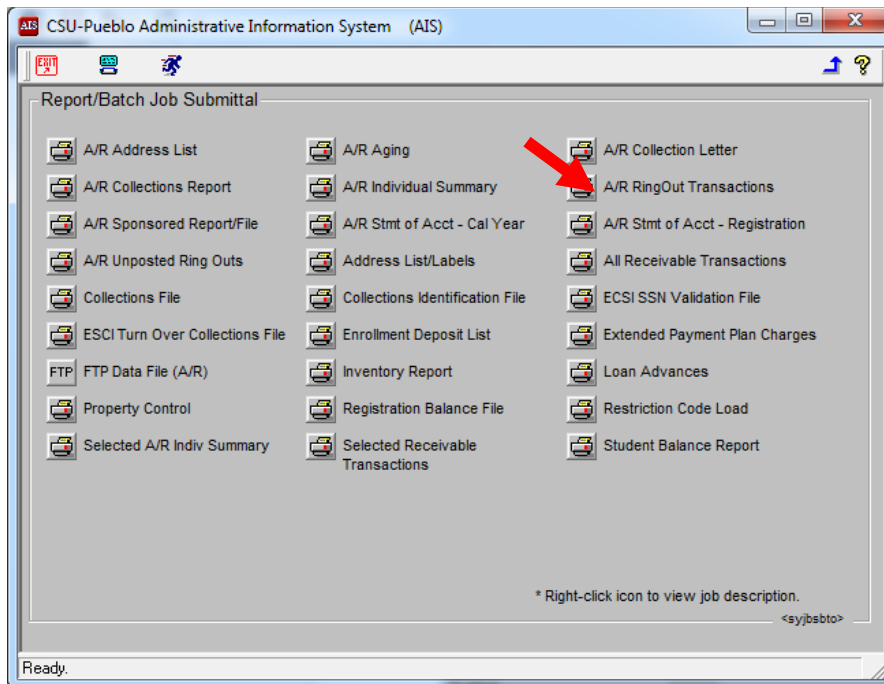 AIS CSU-Pueblo Administrative Information System (AIS)
EXIT
Report/Batch Job Submittal
A/R Address List
A/R Aging
A/R Collection Letter
A/R Collections Report
A/R Individual Summary
A/R RingOut Transactions
A/R Sponsored Report/File
A/R Stmt of Acct - Cal Year
A/R Stmt of Acct - Registration
A/R Unposted Ring Outs
Address List/Labels
All Receivable Transactions
Collections File
Collections Identification File
ECSI SSN Validation File
ESCI Turn Over Collections File
Enrollment Deposit List
Extended Payment Plan Charges
FTP FTP Data File (A/R)
Inventory Report
Loan Advances
Property Control
Registration Balance File
Restriction Code Load
Selected A/R Indiv Summary
Selected Receivable
Transactions
Student Balance Report
* Right-click icon to view job description.
<syjbsbto>
Ready.